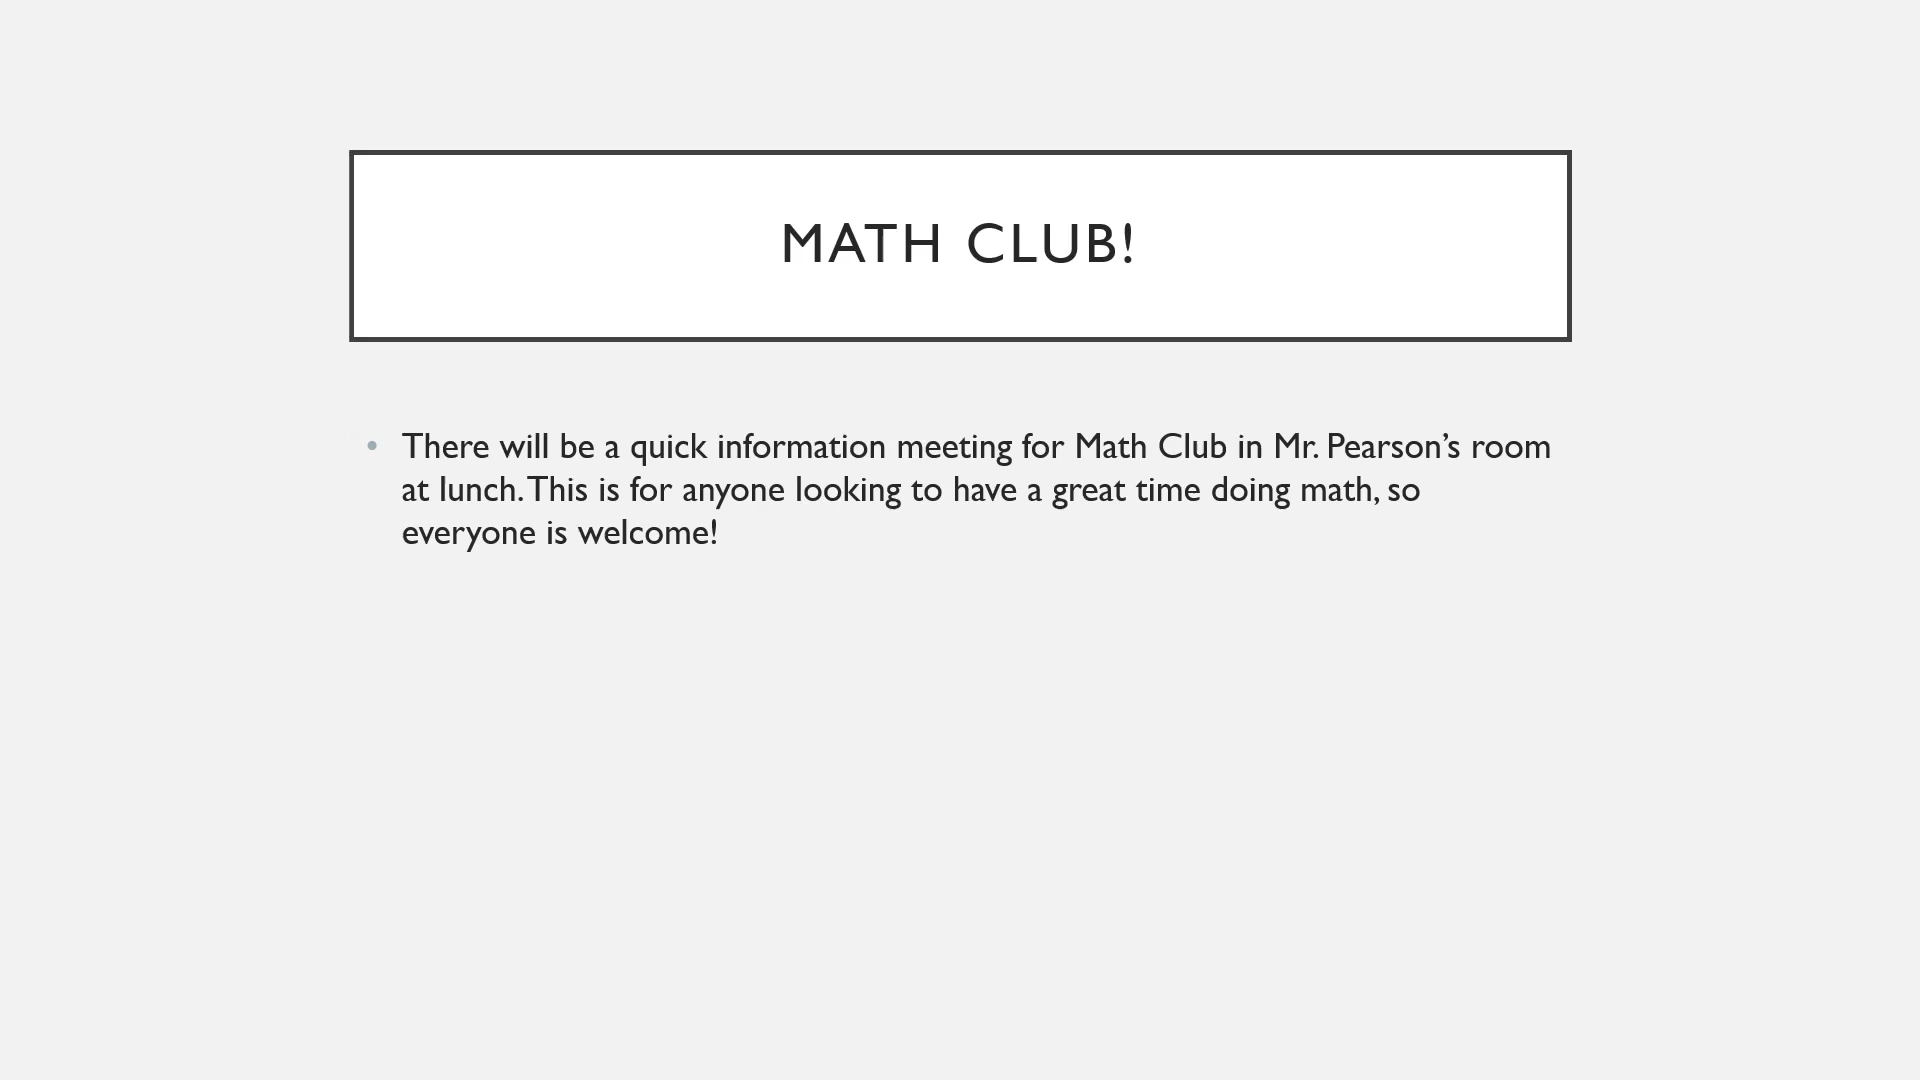 MATH CLUB!
• There will be a quick information meeting for Math Club in Mr. Pearson’s room
at lunch. This is for anyone looking to have a great time doing math, so
everyone is welcome!